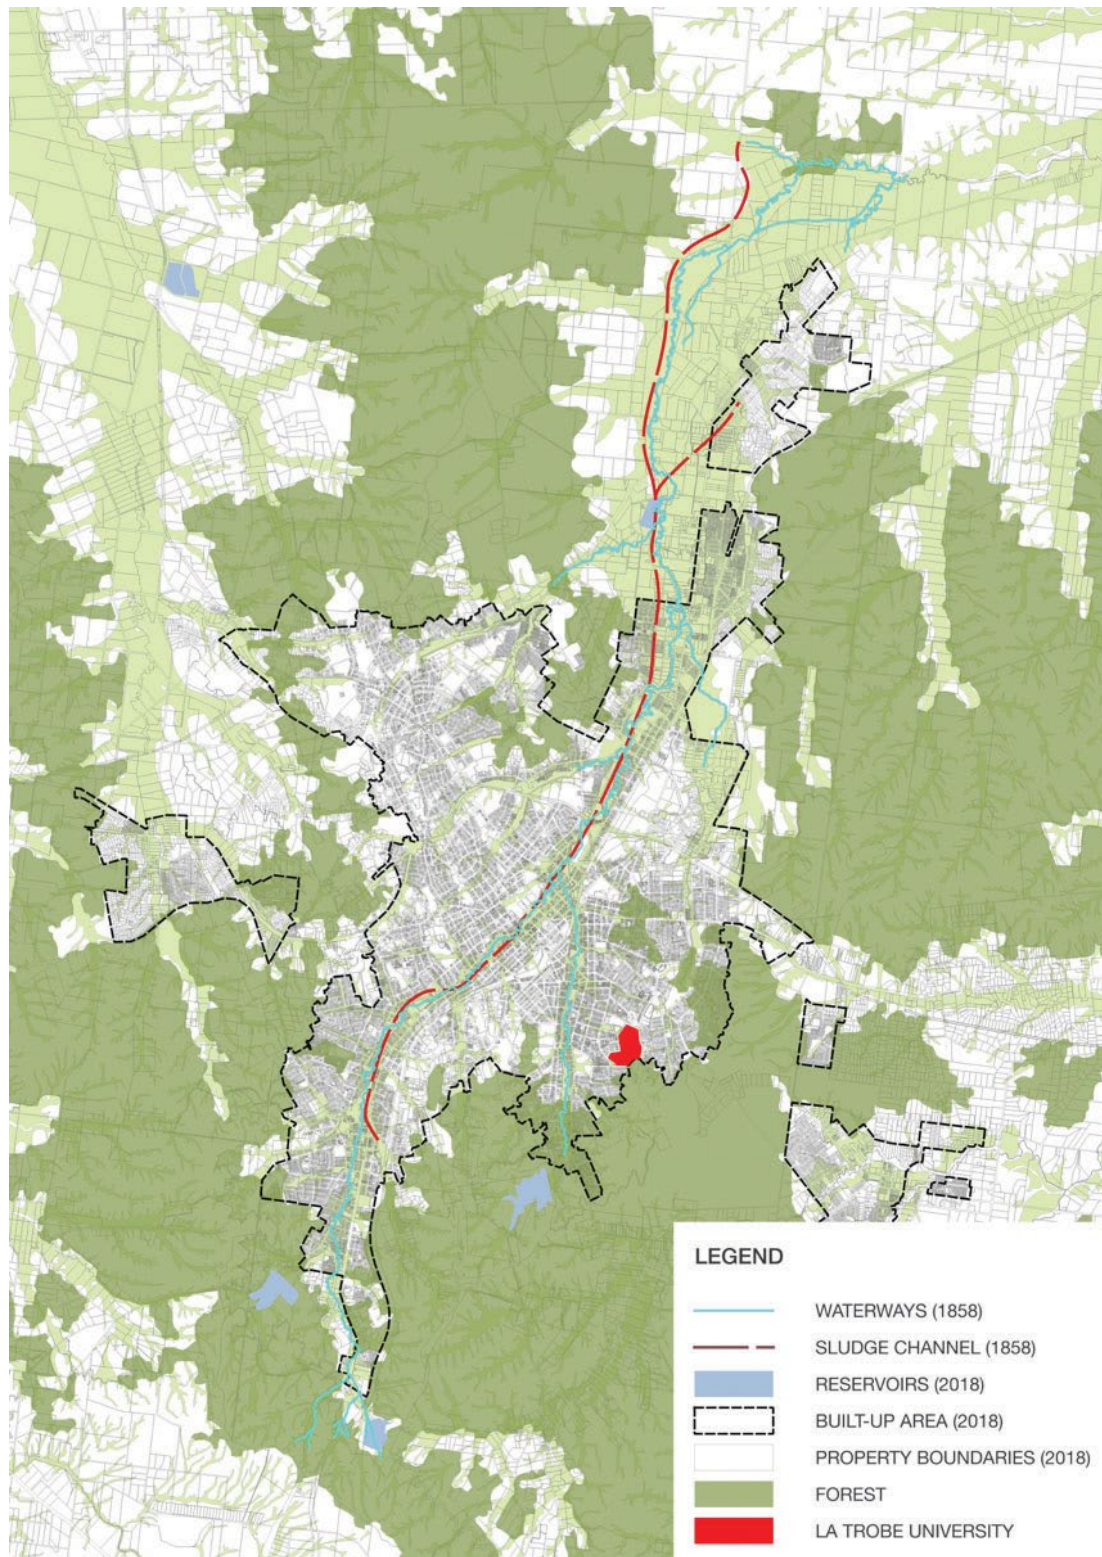 LEGEND
WATERWAYS (1858)
SLUDGE CHANNEL (1858)
RESERVOIRS (2018)
BUILT-UP AREA (2018)
PROPERTY BOUNDARIES (2018)
FOREST
LA TROBE UNIVERSITY